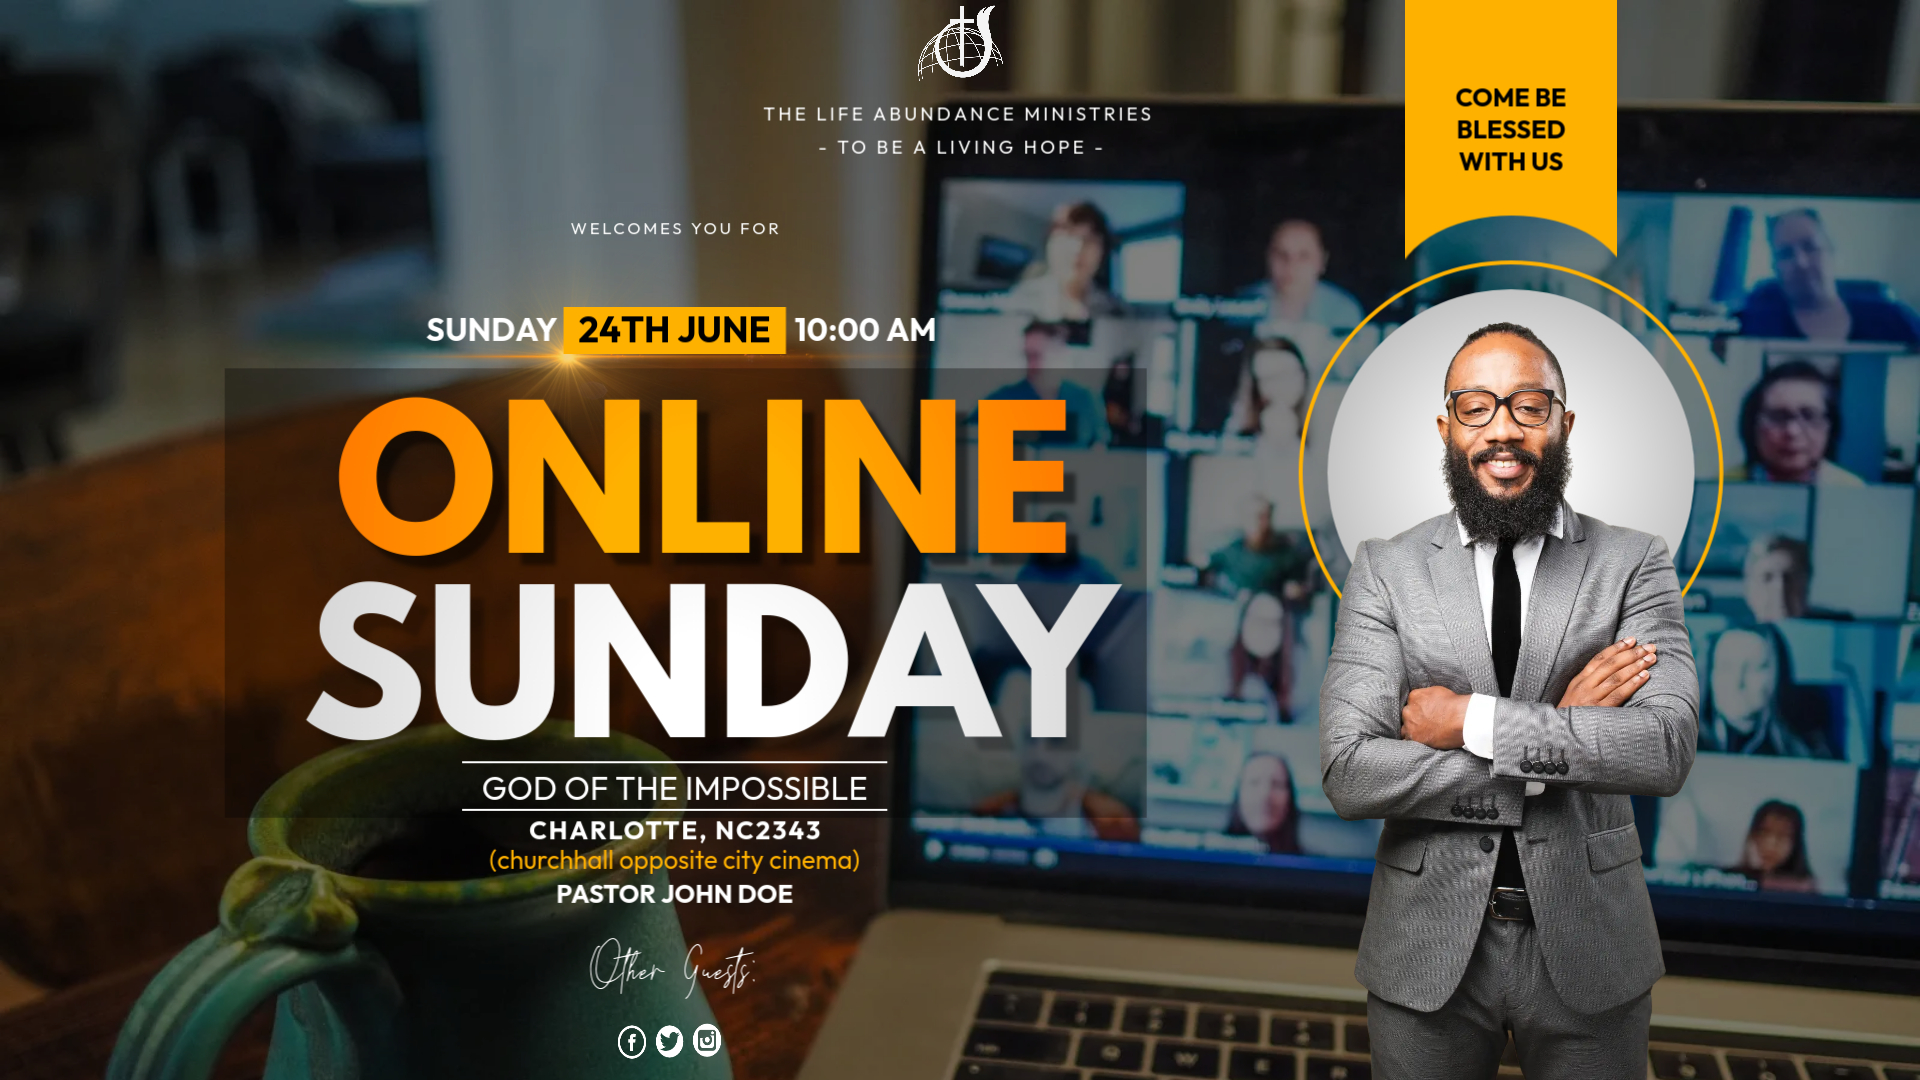 THE LIFE ABUNDANCE MINISTRIES
- TO BE A LIVING HOPE -
COME BE
BLESSED
WITH US
WELCOMES YOU FOR
SUNDAY 24TH JUNE 10:00 AM
ONLINE
SUNDAY
GOD OF THE IMPOSSIBLE
CHARLOTTE, NC2343
(churchhall opposite city cinema)
PASTOR JOHN DOE
Other Guests: